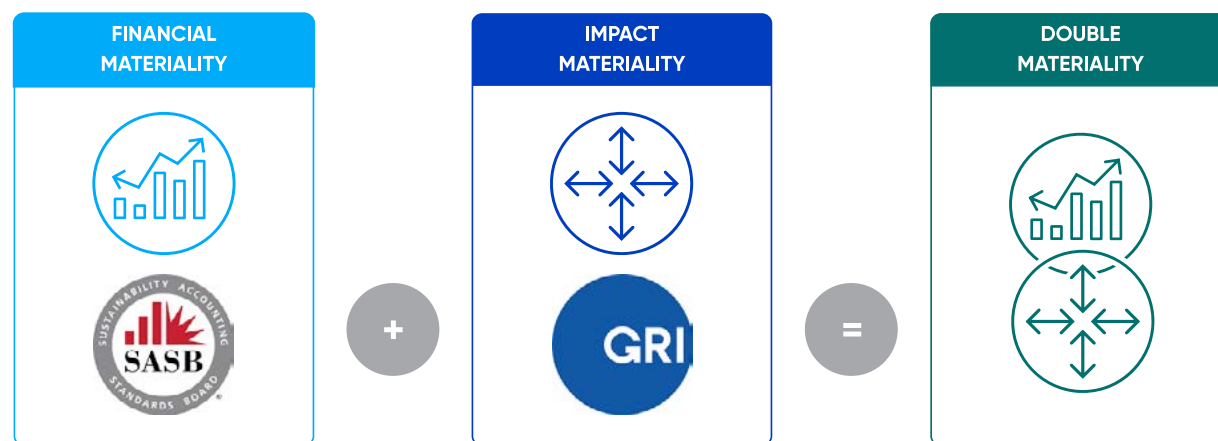 FINANCIAL
MATERIALITY
SUSTAINABILITY ACCOUNTING
SASB
STANDARDS BOARD
+
IMPACT
MATERIALITY
GRI
=
DOUBLE
MATERIALITY